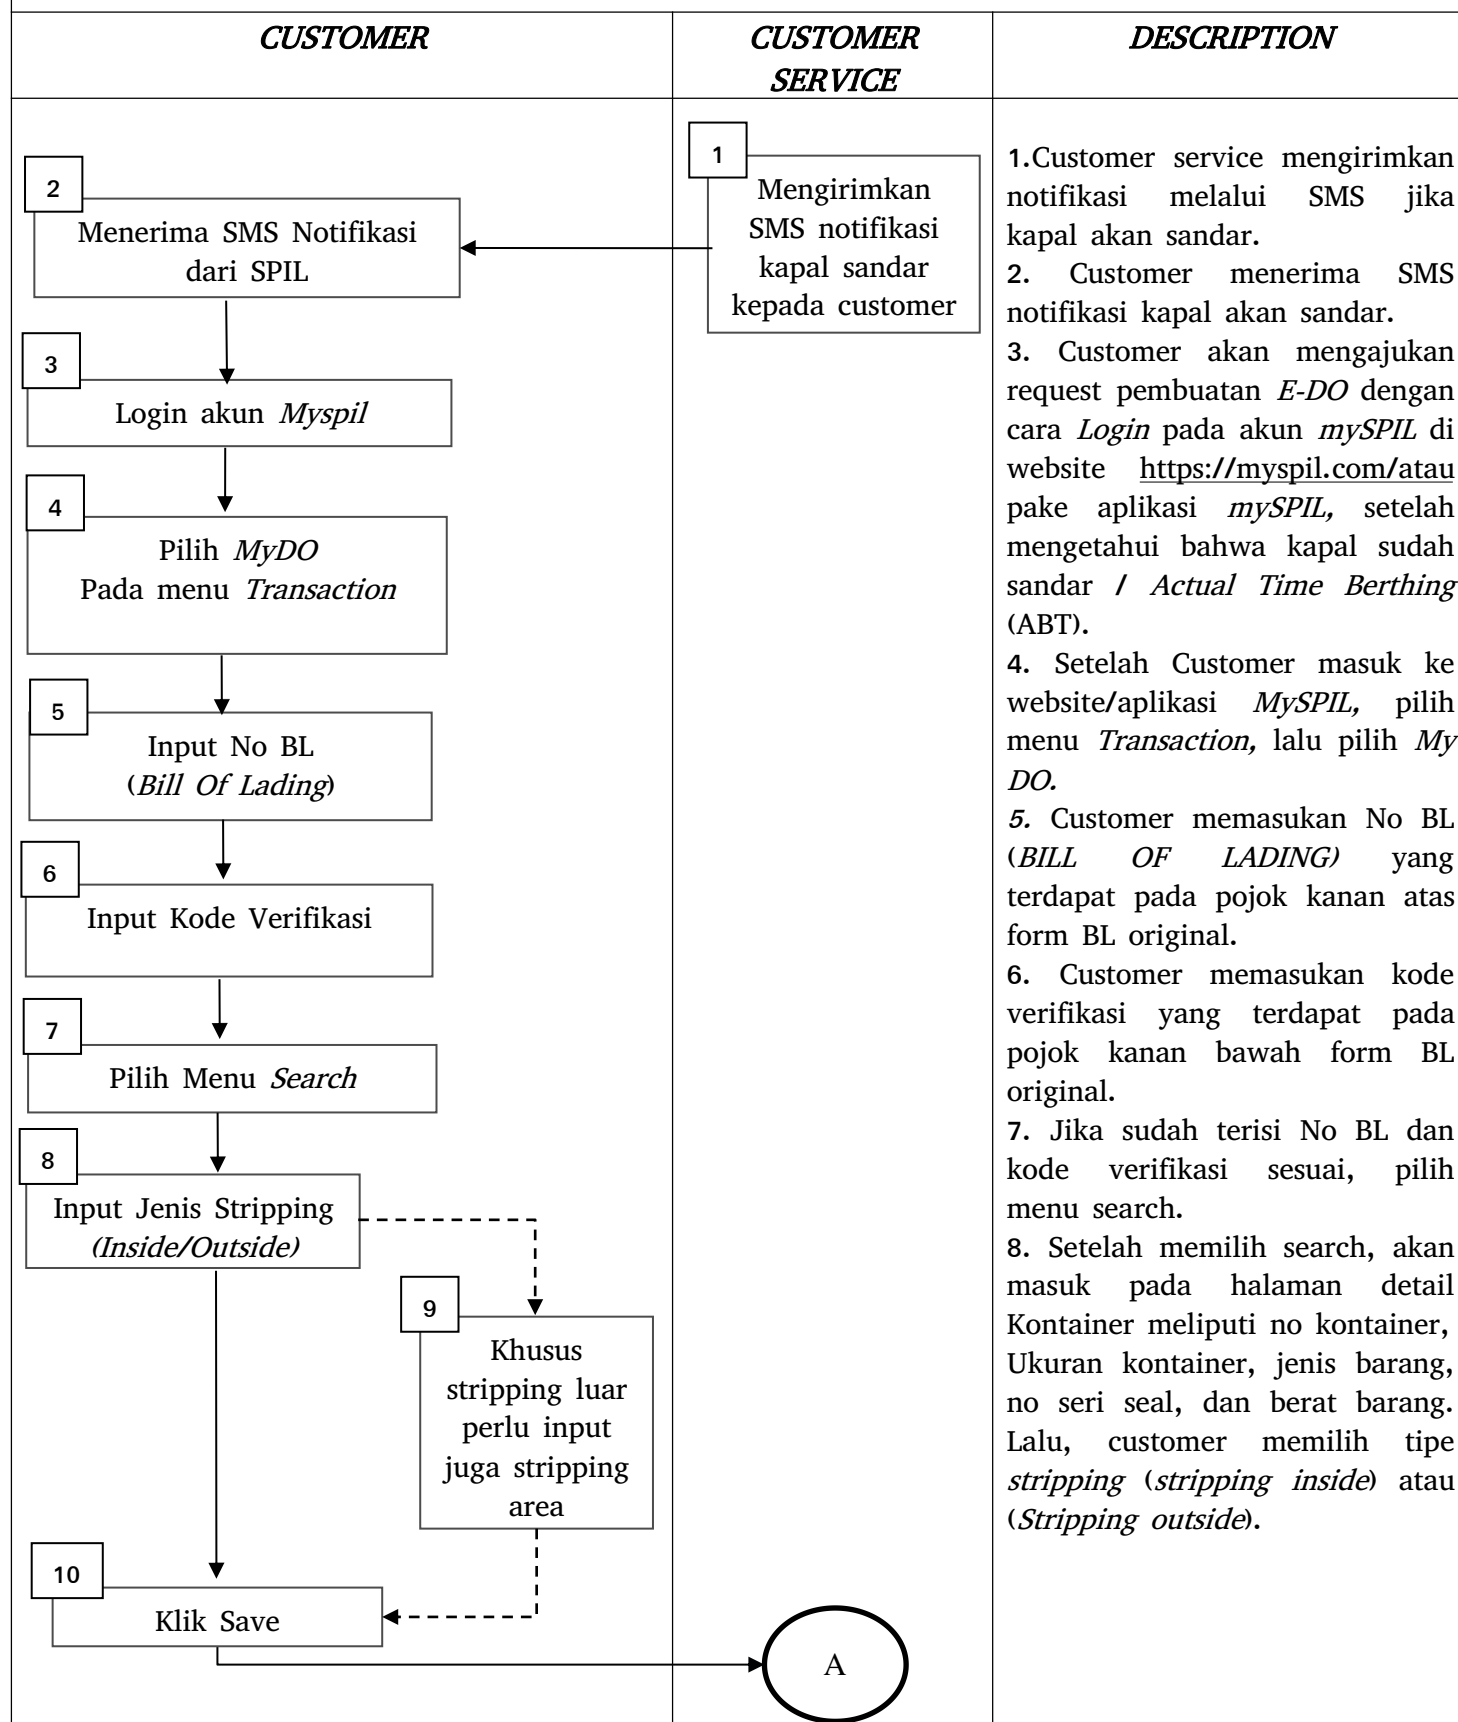 CUSTOMER
CUSTOMER
SERVICE
DESCRIPTION
1
Mengirimkan
SMS notifikasi
kapal sandar
kepada customer
2
Menerima SMS Notifikasi
dari SPIL
3
Login akun Myspil
4
Pilih MyDO
Pada menu Transaction
5
Input No BL
(Bill Of Lading)
6
Input Kode Verifikasi
7
Pilih Menu Search
8
Input Jenis Stripping
(Inside/Outside)
9
Khusus
stripping luar
perlu input
juga stripping
area
10
Klik Save
A
1.Customer service mengirimkan
notifikasi melalui SMS jika
kapal akan sandar.
2. Customer menerima SMS
notifikasi kapal akan sandar.
3. Customer akan mengajukan
request pembuatan E-DO dengan
cara Login pada akun mySPIL di
website https://myspil.com/atau
pake aplikasi mySPIL, setelah
mengetahui bahwa kapal sudah
sandar / Actual Time Berthing
(ABT).
4. Setelah Customer masuk ke
website/aplikasi MySPIL, pilih
menu Transaction, lalu pilih My
DO.
5. Customer memasukan No BL
(BILL OF LADING) yang
terdapat pada pojok kanan atas
form BL original.
6. Customer memasukan kode
verifikasi yang terdapat pada
pojok kanan bawah form BL
original.
7. Jika sudah terisi No BL dan
kode verifikasi sesuai, pilih
menu search.
8. Setelah memilih search, akan
masuk pada halaman detail
Kontainer meliputi no kontainer,
Ukuran kontainer, jenis barang,
no seri seal, dan berat barang.
Lalu, customer memilih tipe
stripping (stripping inside) atau
(Stripping outside).